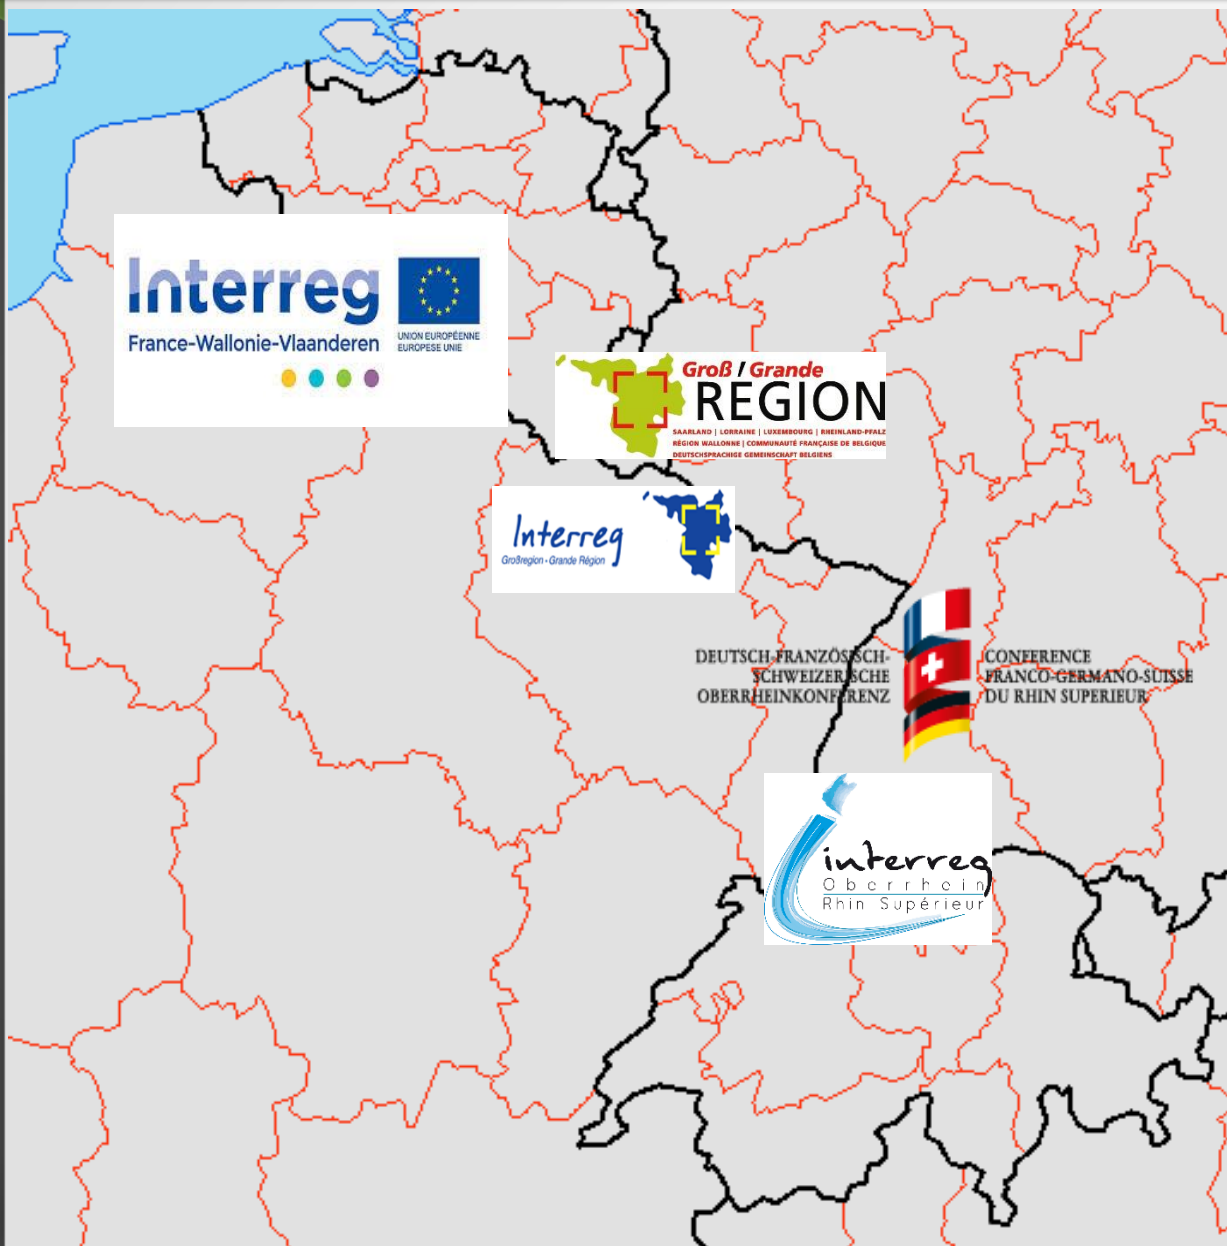 Interreg
France-Wallonie-Vlaanderen
UNION EUROPÉENNE
EUROPESE UNIE
Groß / Grande
REGION
SAARLAND | LORRAINE | LUXEMBOURG | RHEINLAND-PFALZ
RÉGION WALLONNE | COMMUNAUTÉ FRANÇAISE DE BELGIQUE
DEUTSCHSPRACHIGE GEMEINSCHAFT BELGIENS
Interreg
Großregion · Grande Région
DEUTSCH-FRANZÖSISCH-
SCHWEIZERISCHE
OBERRHEINKONFERENZ
CONFERENCE
FRANCO-GERMANO-SUISSE
DU RHIN SUPERIEUR
interreg
Oberrhein
Rhin Supérieur